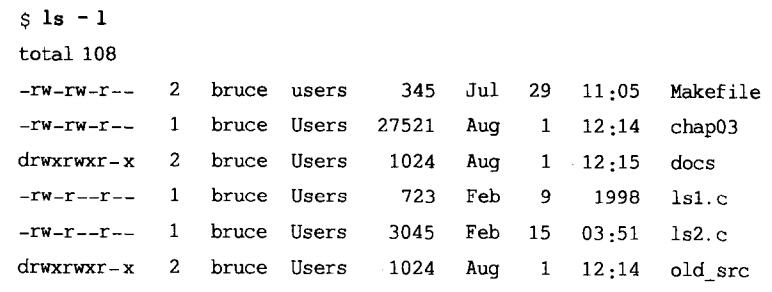 $ ls -l
total 108
-rw-rw-r-- 2 bruce users 345 Jul 29 11:05 Makefile
-rw-rw-r-- 1 bruce Users 27521 Aug 1 12:14 chap03
drwxrwxr-x 2 bruce Users 1024 Aug 1 12:15 docs
-rw-r--r-- 1 bruce Users 723 Feb 9 1998 ls1.c
-rw-r--r-- 1 bruce Users 3045 Feb 15 03:51 ls2.c
drwxrwxr-x 2 bruce Users 1024 Aug 1 12:14 old_src